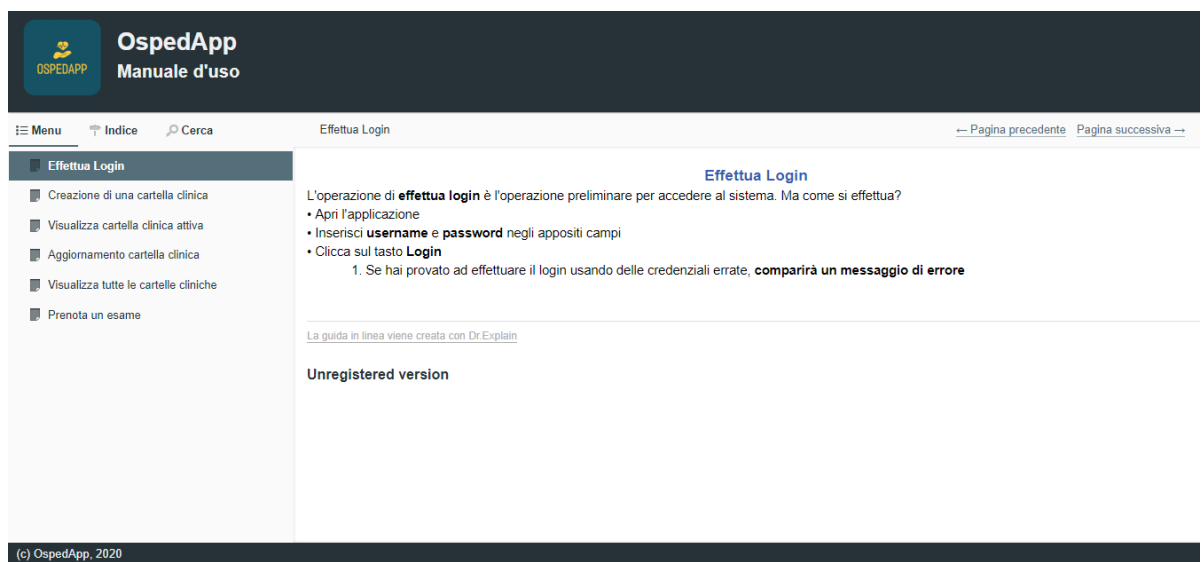 OSPEDAPP
OspedApp
Manuale d'uso
Menu Indice Cerca
Effettua Login
← Pagina precedente Pagina successiva →
Effettua Login
Creazione di una cartella clinica
Visualizza cartella clinica attiva
Aggiornamento cartella clinica
Visualizza tutte le cartelle cliniche
Prenota un esame
Effettua Login
L'operazione di effettua login è l'operazione preliminare per accedere al sistema. Ma come si effettua?
• Apri l'applicazione
• Inserisci username e password negli appositi campi
• Clicca sul tasto Login
1. Se hai provato ad effettuare il login usando delle credenziali errate, comparirà un messaggio di errore
La guida in linea viene creata con Dr.Explain
Unregistered version
(c) OspedApp, 2020